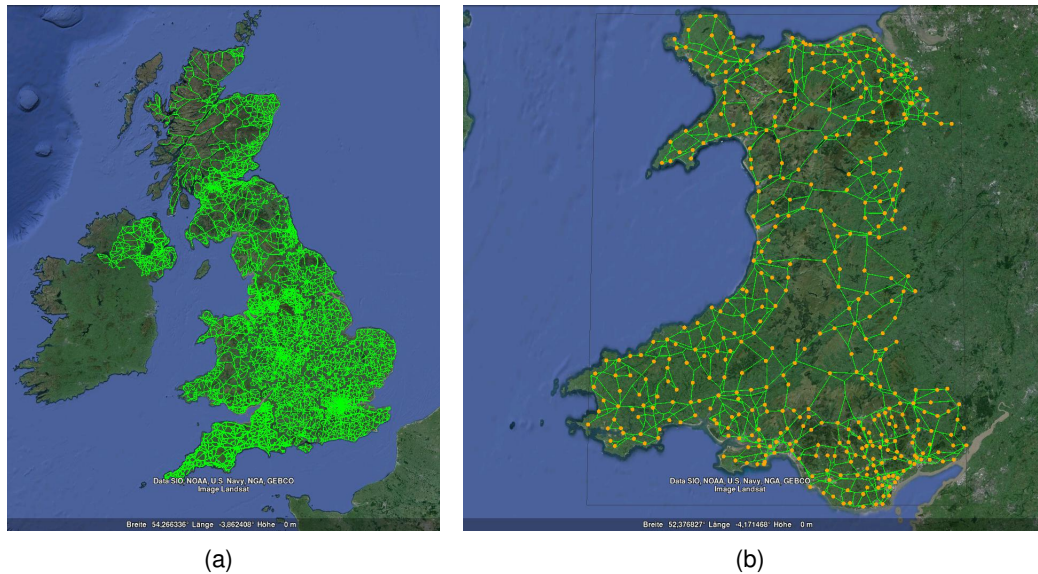 Data SIO, NOAA, U.S. Navy, NGA, GEBCO
Image Landsat
Breite 54,266336° Länge -3,862408° Höhe 0 m
(a)
Data SIO, NOAA, U.S. Navy, NGA, GEBCO
Image Landsat
Breite 52,376827° Länge -4,171468° Höhe 0 m
(b)